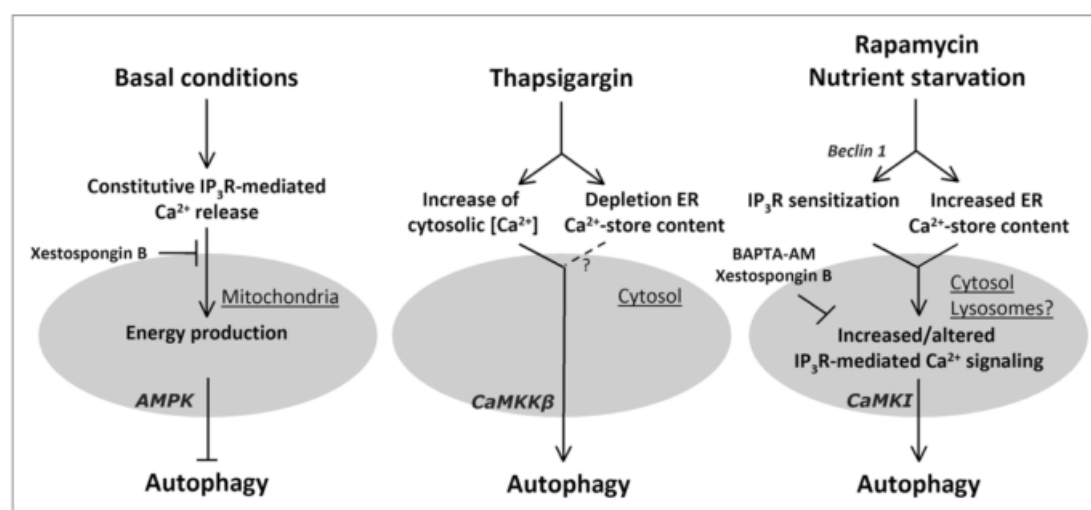 Basal conditions
Constitutive IP₃R-mediated
Ca²⁺ release
Xestospongin B
Mitochondria
Energy production
AMPK
Autophagy
Thapsigargin
Increase of
cytosolic [Ca²⁺]
Depletion ER
Ca²⁺-store content
?
Cytosol
CaMKKβ
Autophagy
Rapamycin
Nutrient starvation
Beclin 1
IP₃R sensitization
Increased ER
Ca²⁺-store content
BAPTA-AM
Xestospongin B
Cytosol
Lysosomes?
Increased/altered
IP₃R-mediated Ca²⁺ signaling
CaMKI
Autophagy